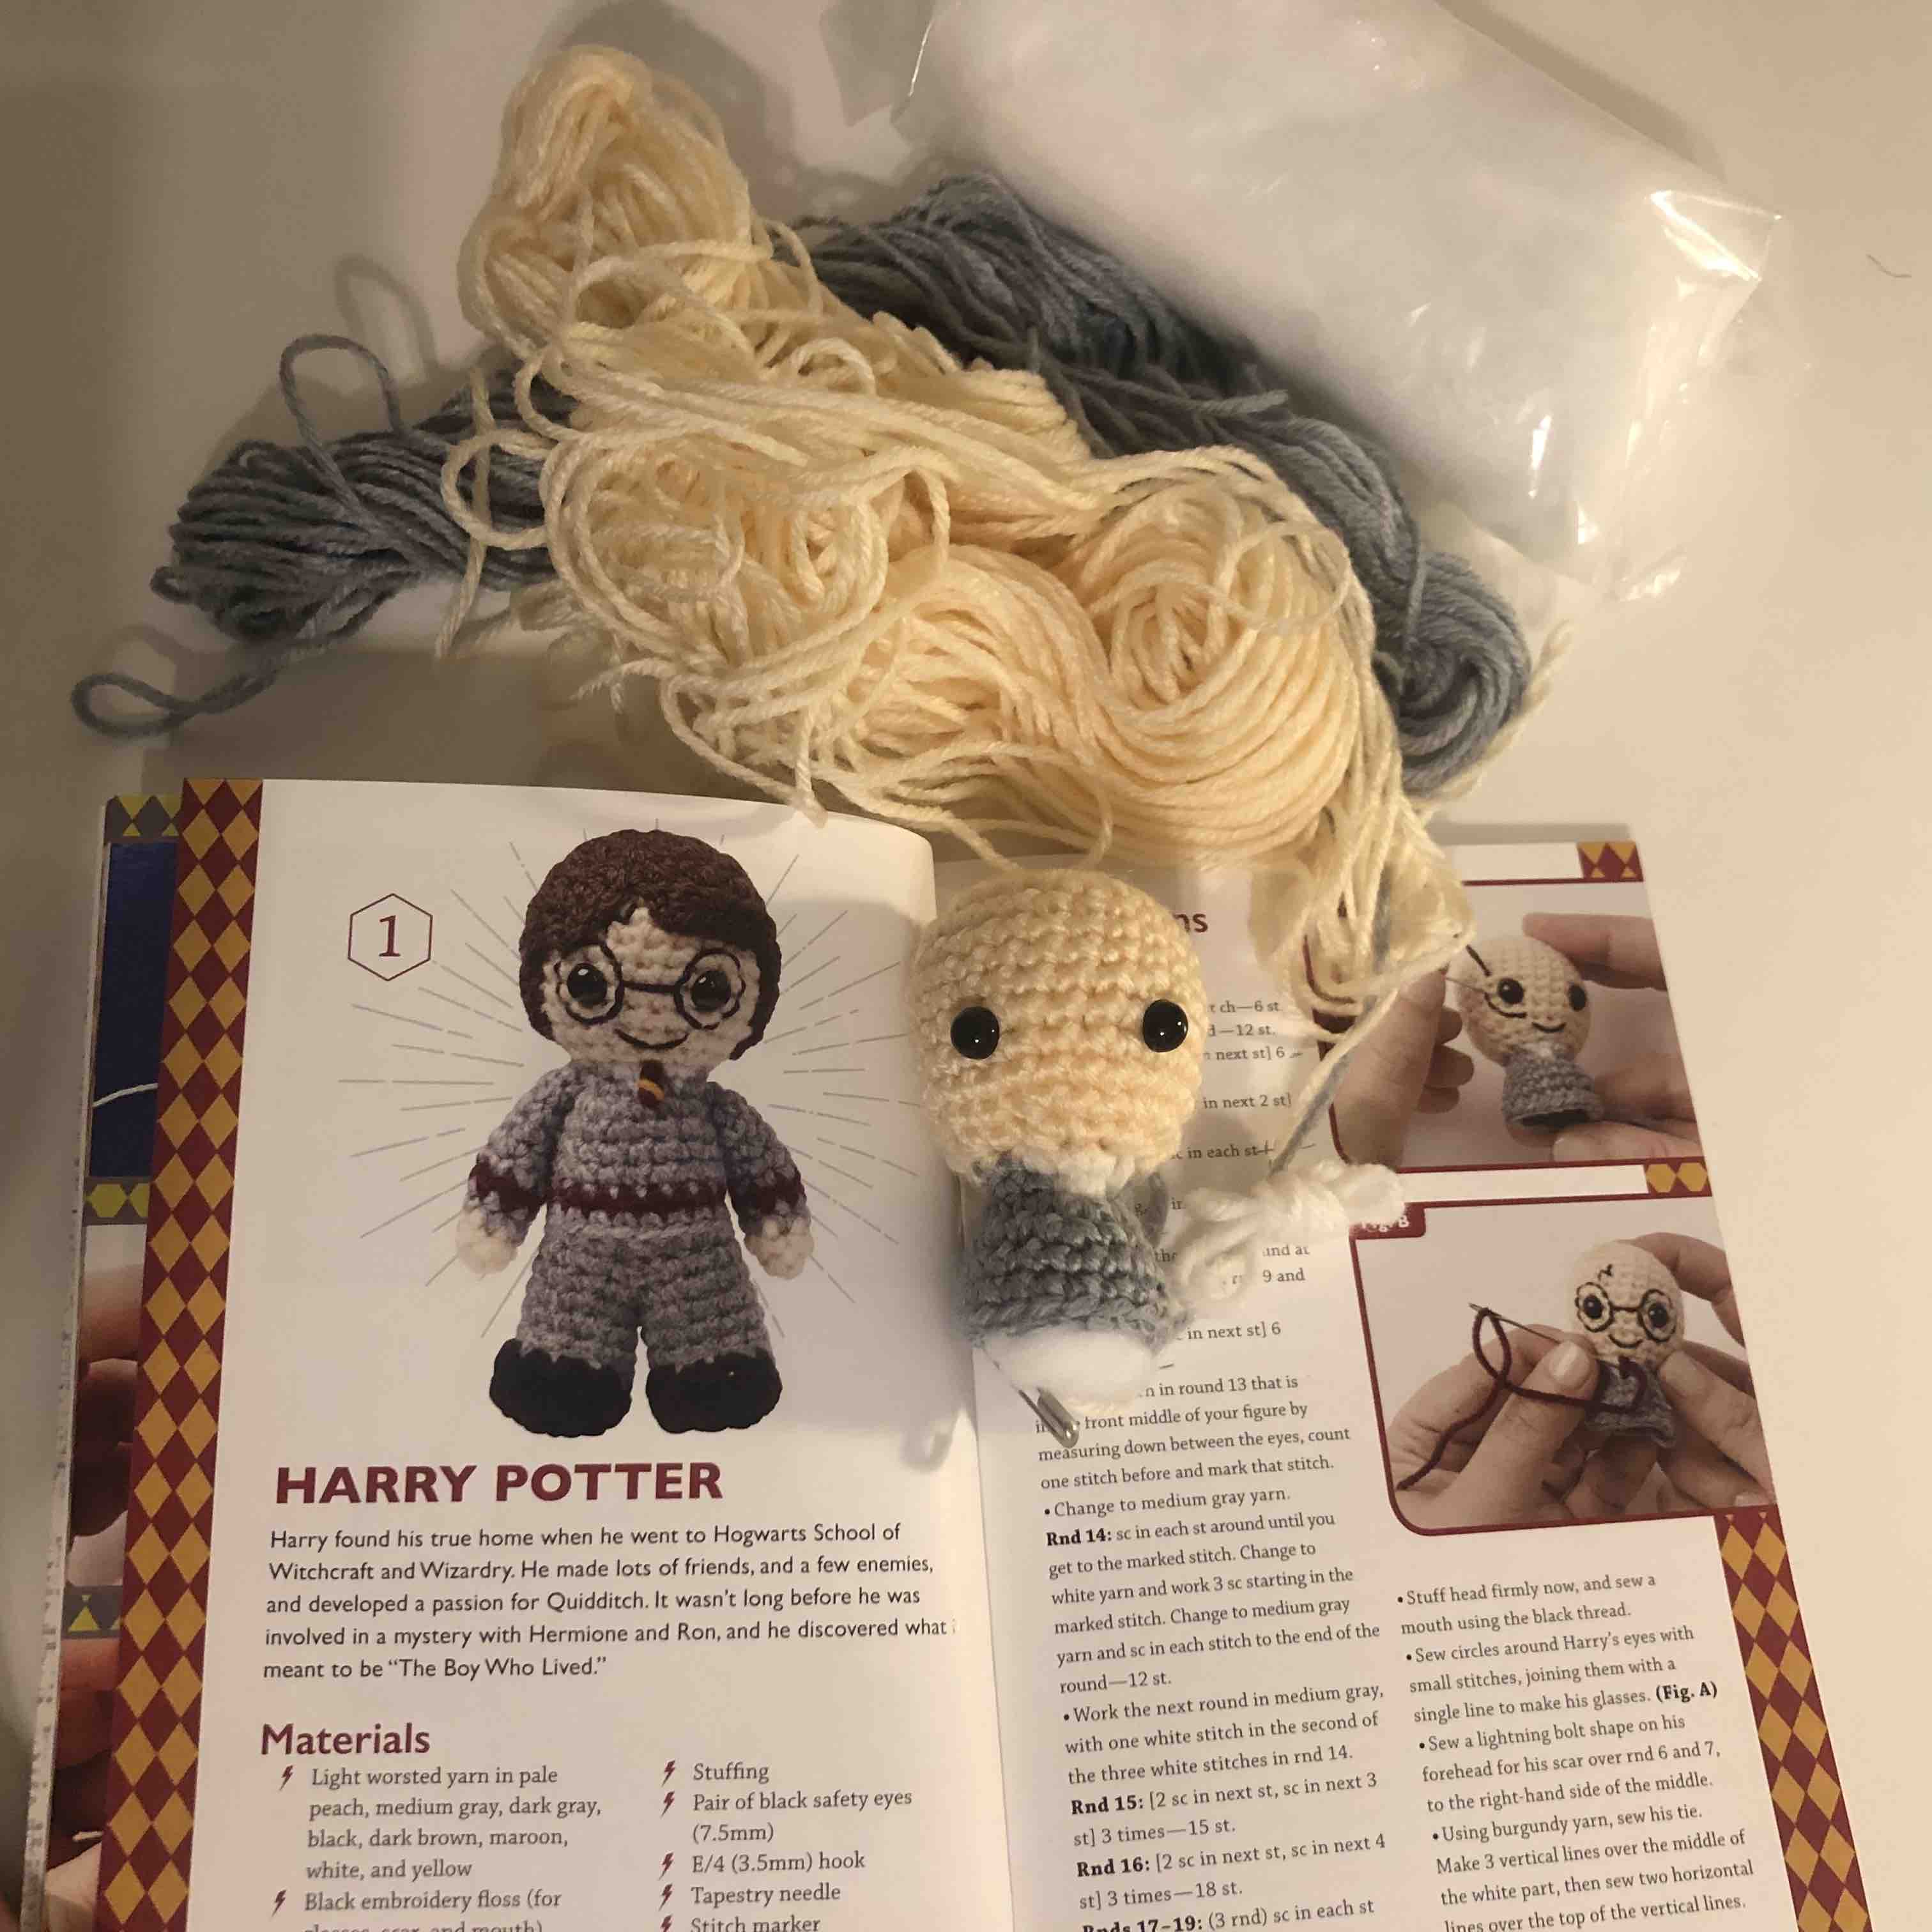 1
HARRY POTTER
Harry found his true home when he went to Hogwarts School of
Witchcraft and Wizardry. He made lots of friends, and a few enemies,
and developed a passion for Quidditch. It wasn't long before he was
involved in a mystery with Hermione and Ron, and he discovered what
meant to be “The Boy Who Lived.”
Materials
Light worsted yarn in pale
peach, medium gray, dark gray,
black, dark brown, maroon,
white, and yellow
Black embroidery floss (for
Stuffing
Pair of black safety eyes
(7.5mm)
E/4 (3.5mm) hook
Tapestry needle
Stitch marker
ch—6 st
—12 st.
next st] 6
in next 2 st]
in each st
in
9 and
in next st] 6
in round 13 that is
front middle of your figure by
measuring down between the eyes, count
one stitch before and mark that stitch.
• Change to medium gray yarn.
Rnd 14: sc in each st around until you
get to the marked stitch. Change to
white yarn and work 3 sc starting in the
marked stitch. Change to medium gray
yarn and sc in each stitch to the end of the
round—12 st.
• Work the next round in medium gray,
with one white stitch in the second of
the three white stitches in rnd 14.
Rnd 15: [2 sc in next st, sc in next 3
st] 3 times—15 st.
Rnd 16: [2 sc in next st, sc in next 4
st] 3 times—18 st.
Rnds 17–19: (3 rnd) sc in each st
Fig. B
• Stuff head firmly now, and sew a
mouth using the black thread.
• Sew circles around Harry's eyes with
small stitches, joining them with a
single line to make his glasses. (Fig. A)
• Sew a lightning bolt shape on his
forehead for his scar over rnd 6 and 7,
to the right-hand side of the middle.
• Using burgundy yarn, sew his tie.
Make 3 vertical lines over the middle of
the white part, then sew two horizontal
lines over the top of the vertical lines.